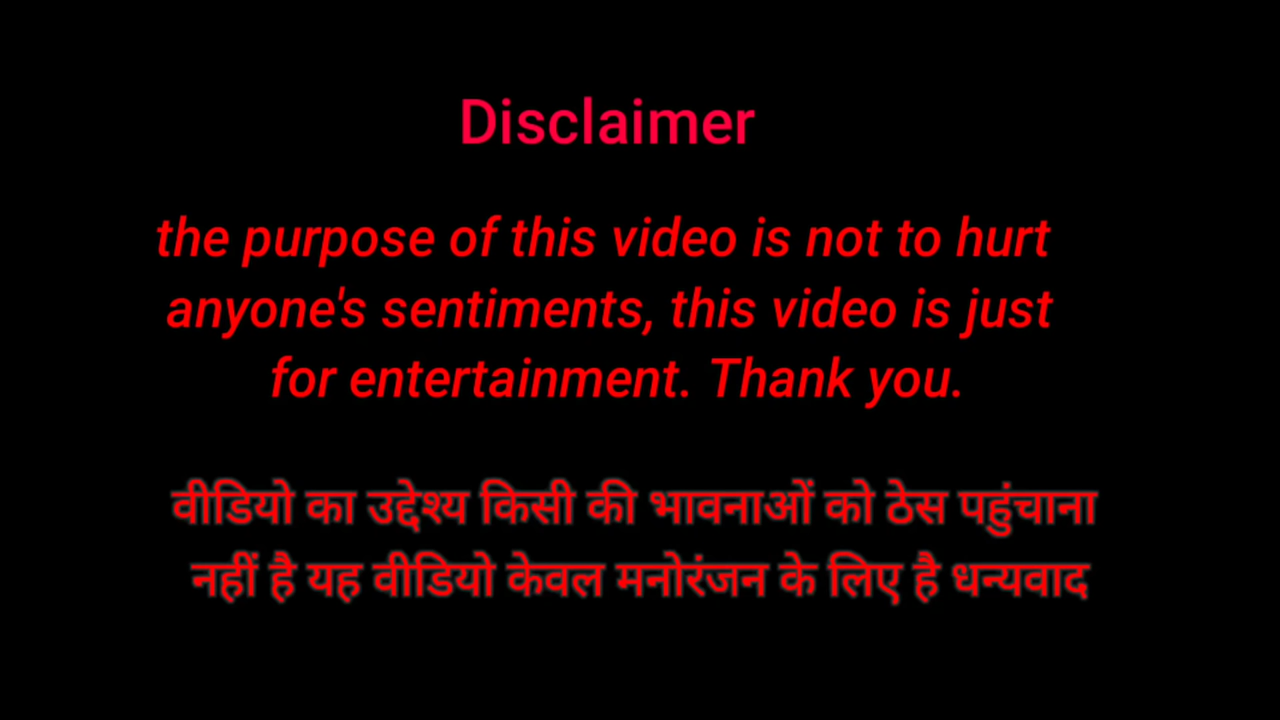 Disclaimer
the purpose of this video is not to hurt
anyone's sentiments, this video is just
for entertainment. Thank you.
वीडियो का उद्देश्य किसी की भावनाओं को ठेस पहुंचाना
नहीं है यह वीडियो केवल मनोरंजन के लिए है धन्यवाद